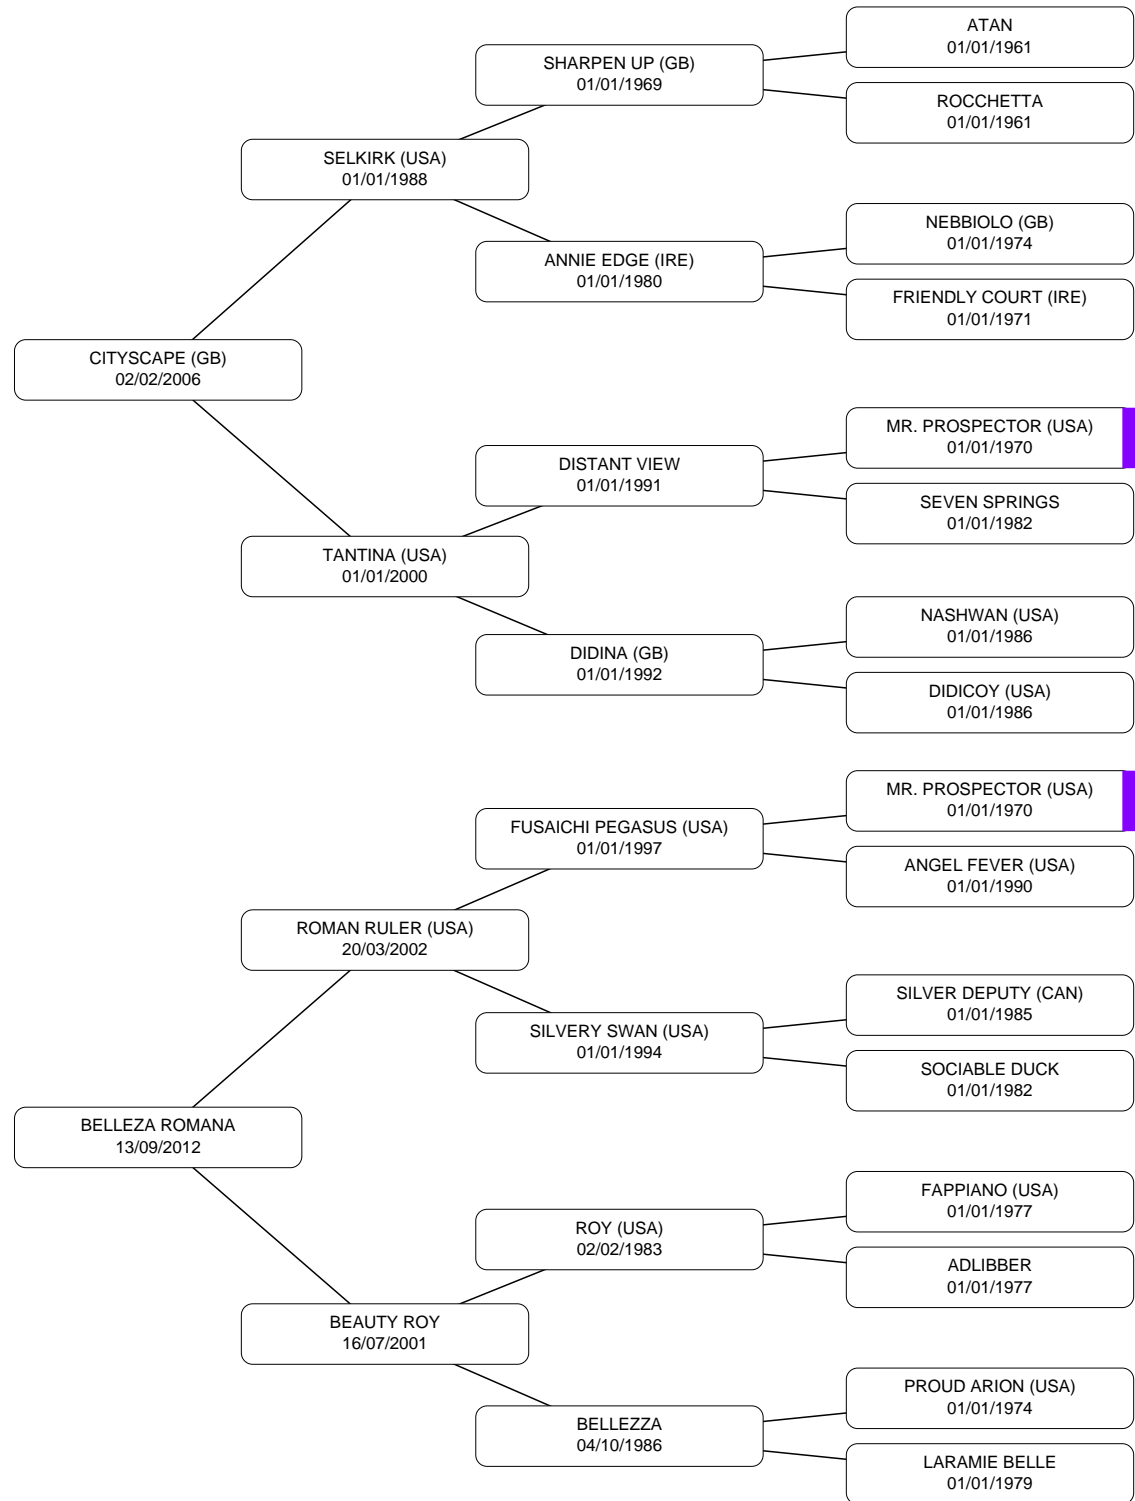 ATAN
01/01/1961
SHARPEN UP (GB)
01/01/1969
ROCCHETTA
01/01/1961
SELKIRK (USA)
01/01/1988
NEBBIOLO (GB)
01/01/1974
ANNIE EDGE (IRE)
01/01/1980
FRIENDLY COURT (IRE)
01/01/1971
CITYSCAPE (GB)
02/02/2006
MR. PROSPECTOR (USA)
01/01/1970
DISTANT VIEW
01/01/1991
SEVEN SPRINGS
01/01/1982
TANTINA (USA)
01/01/2000
NASHWAN (USA)
01/01/1986
DIDINA (GB)
01/01/1992
DIDICOY (USA)
01/01/1986
MR. PROSPECTOR (USA)
01/01/1970
FUSAICHI PEGASUS (USA)
01/01/1997
ANGEL FEVER (USA)
01/01/1990
ROMAN RULER (USA)
20/03/2002
SILVER DEPUTY (CAN)
01/01/1985
SILVERY SWAN (USA)
01/01/1994
SOCIABLE DUCK
01/01/1982
BELLEZA ROMANA
13/09/2012
FAPPIANO (USA)
01/01/1977
ROY (USA)
02/02/1983
ADLIBBER
01/01/1977
BEAUTY ROY
16/07/2001
PROUD ARION (USA)
01/01/1974
BELLEZZA
04/10/1986
LARAMIE BELLE
01/01/1979